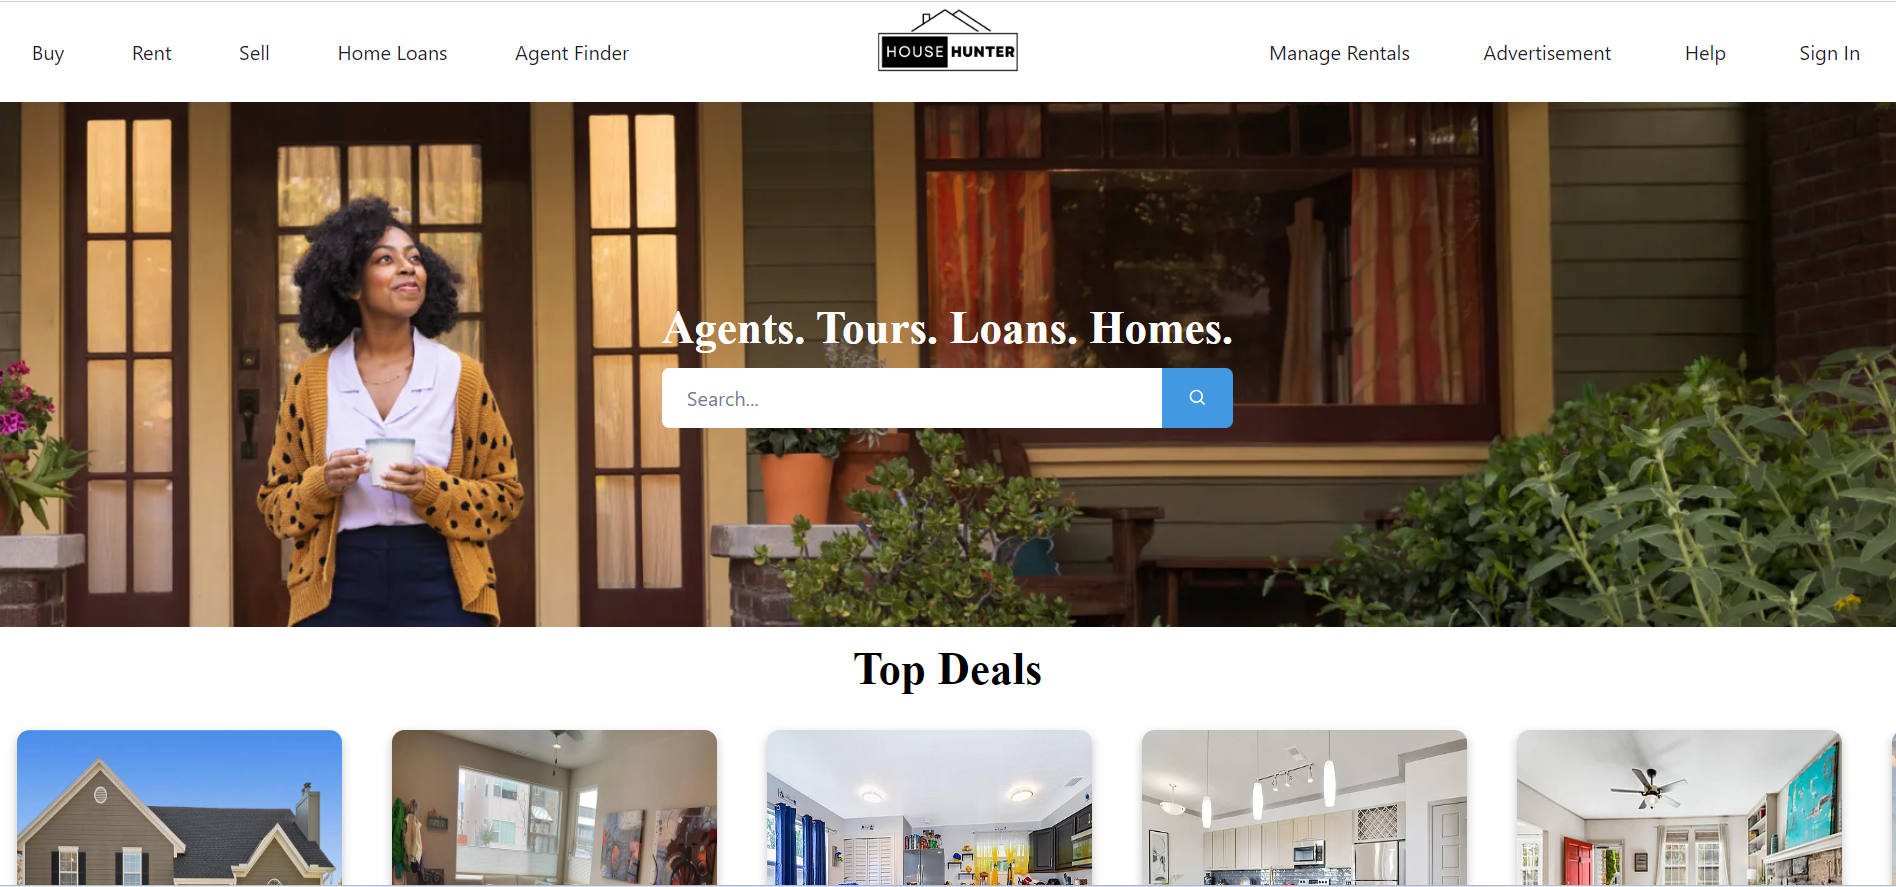 Buy Rent Sell Home Loans Agent Finder HOUSE HUNTER Manage Rentals Advertisement Help Sign In
Agents. Tours. Loans. Homes.
Search...
Top Deals